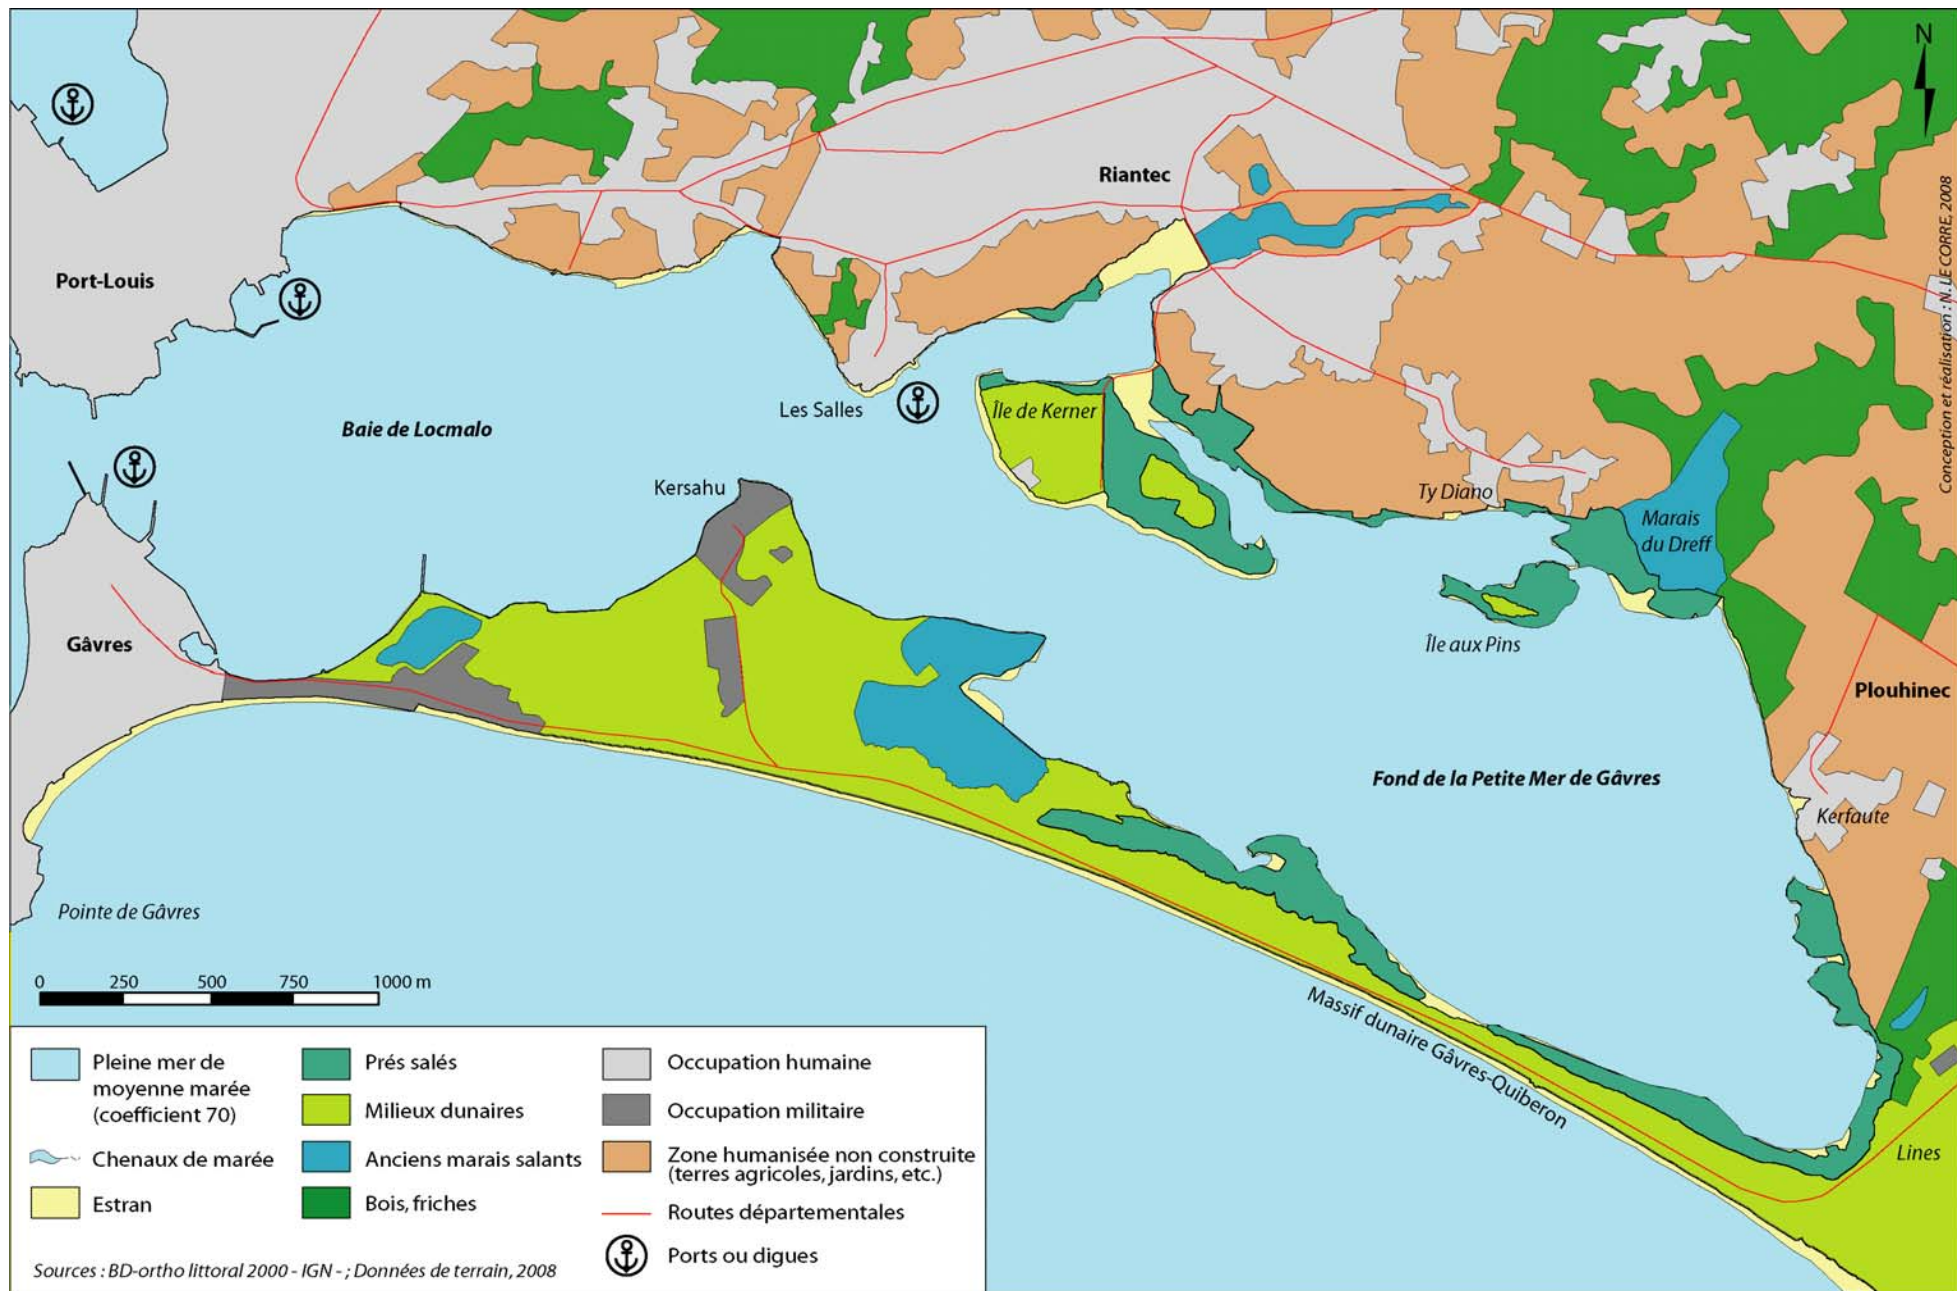 N
Conception et réalisation : N. LE CORRE, 2008
Riantec
Port-Louis
Les Salles
Île de Kerner
Baie de Locmalo
Kersahu
Ty Diano
Marais
du Dreff
Île aux Pins
Gâvres
Plouhinec
Fond de la Petite Mer de Gâvres
Kerfaute
Pointe de Gâvres
Massif dunaire Gâvres-Quiberon
Lines
0 250 500 750 1000 m
Pleine mer de
moyenne marée
(coefficient 70)
Chenaux de marée
Estran
Prés salés
Milieux dunaires
Anciens marais salants
Bois, friches
Occupation humaine
Occupation militaire
Zone humanisée non construite
(terres agricoles, jardins, etc.)
Routes départementales
Ports ou digues
Sources : BD-ortho littoral 2000 - IGN - ; Données de terrain, 2008